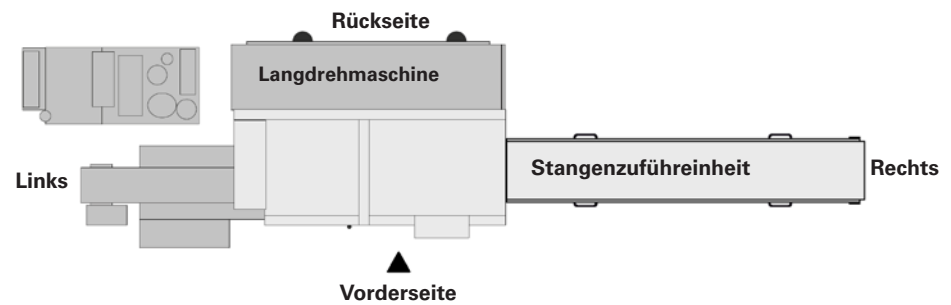 Rückseite
Langdrehmaschine
Links
Stangenzuführeinheit
Rechts
Vorderseite